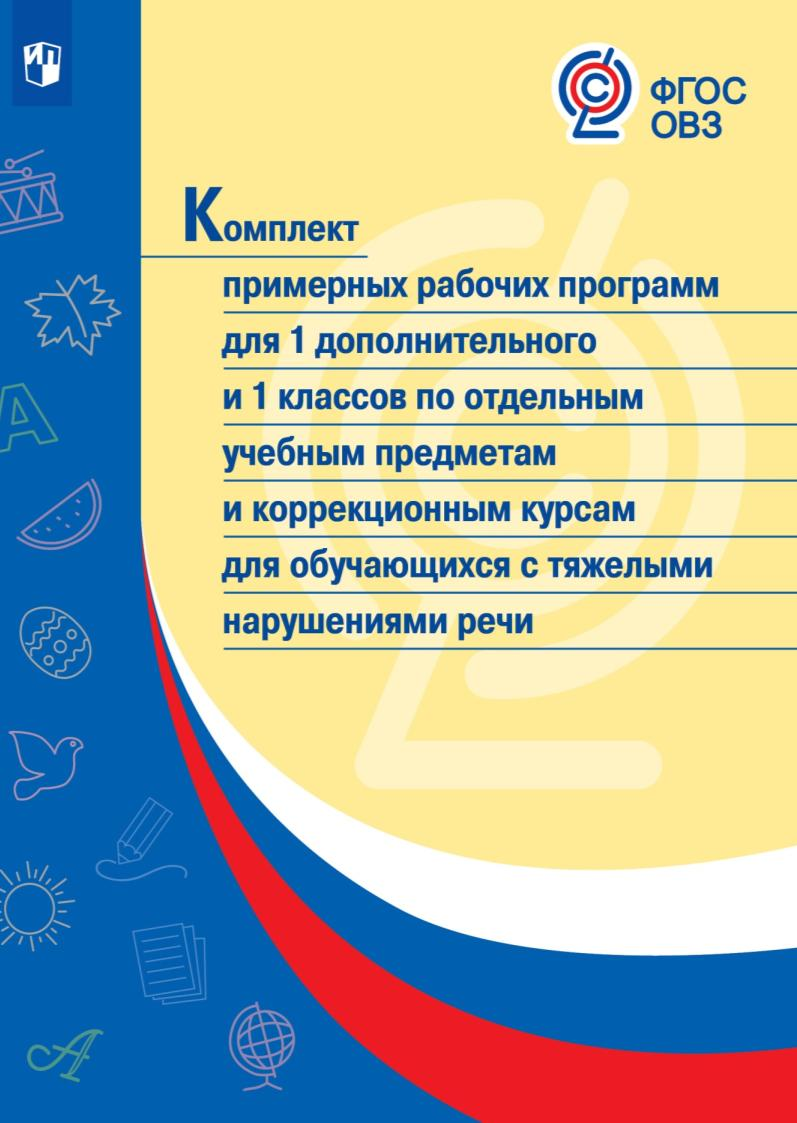 ИП
ФГОС
ОВЗ
Комплект
примерных рабочих программ
для 1 дополнительного
и 1 классов по отдельным
учебным предметам
и коррекционным курсам
для обучающихся с тяжелыми
нарушениями речи
А
А